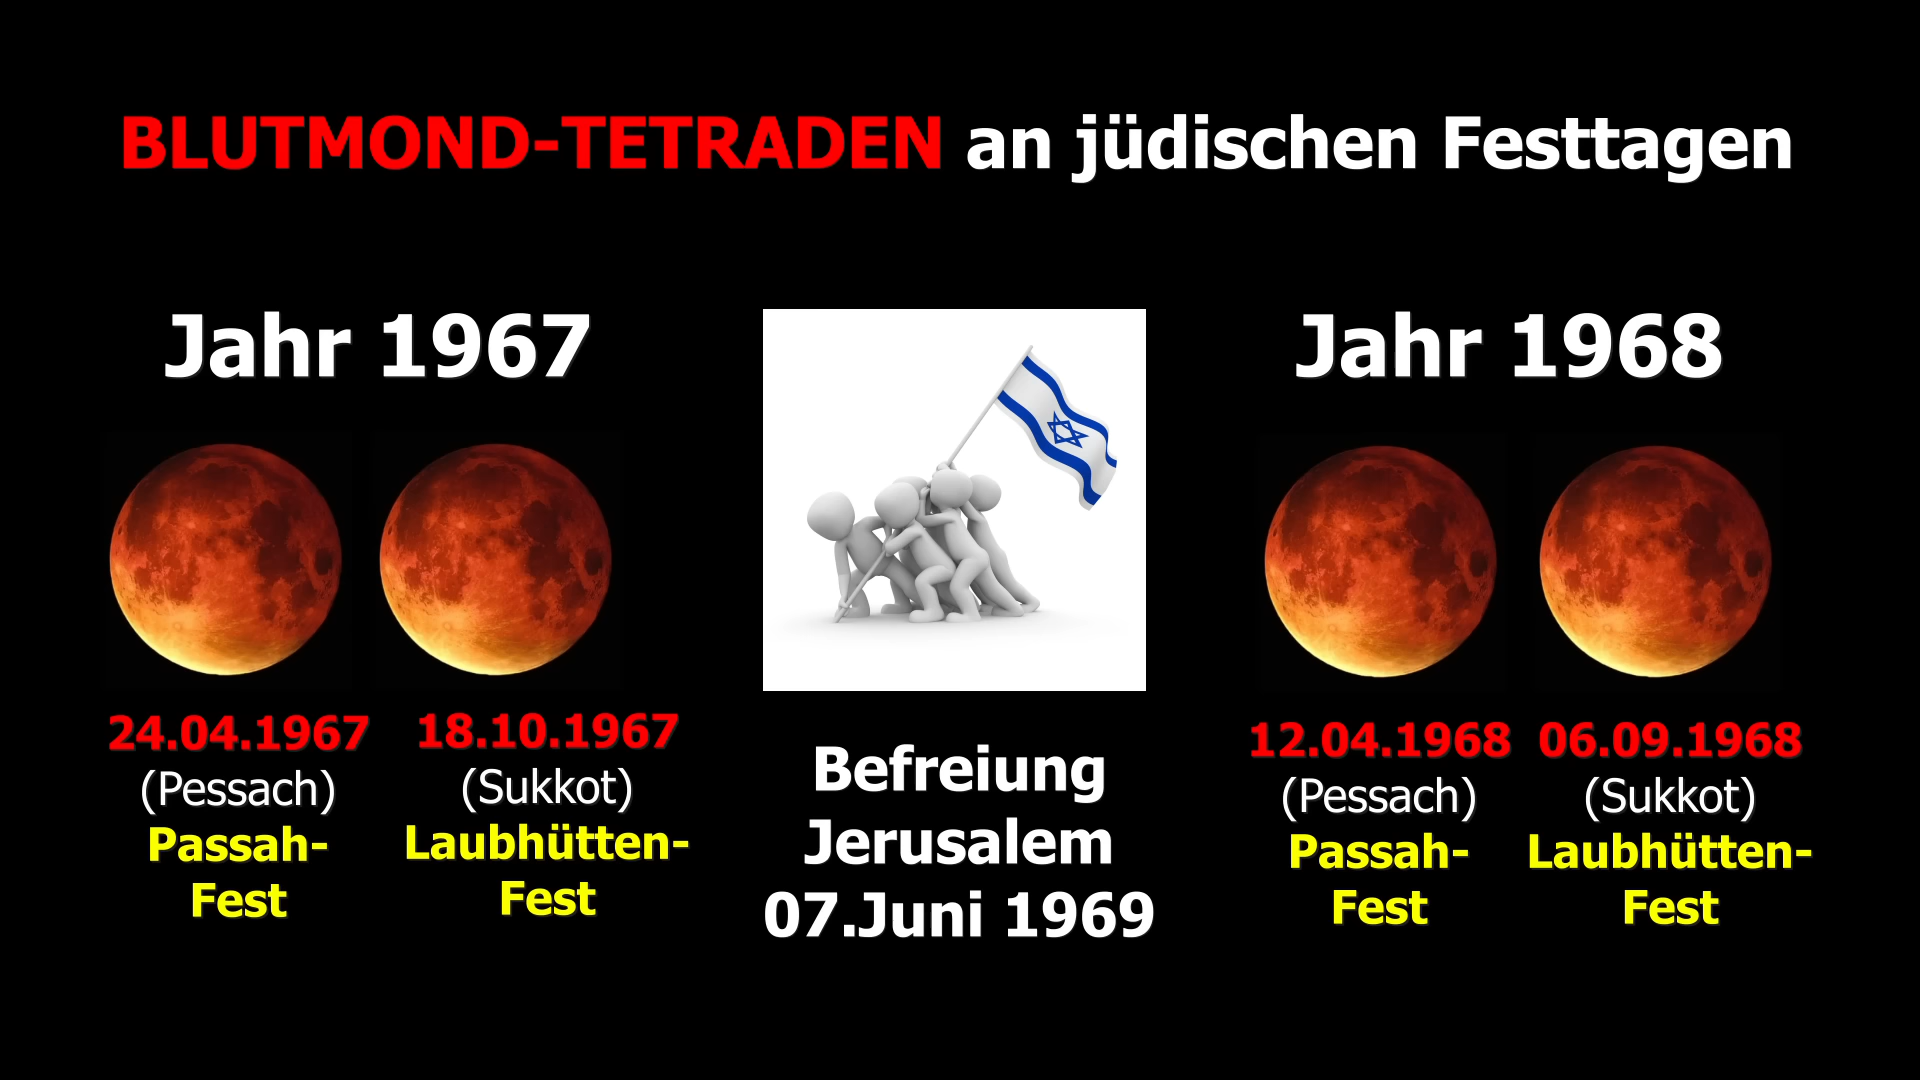 BLUTMOND-TETRADEN an jüdischen Festtagen
Jahr 1967
24.04.1967
(Pessach)
Passah-
Fest
18.10.1967
(Sukkot)
Laubhütten-
Fest
Befreiung
Jerusalem
07.Juni 1969
Jahr 1968
12.04.1968
(Pessach)
Passah-
Fest
06.09.1968
(Sukkot)
Laubhütten-
Fest